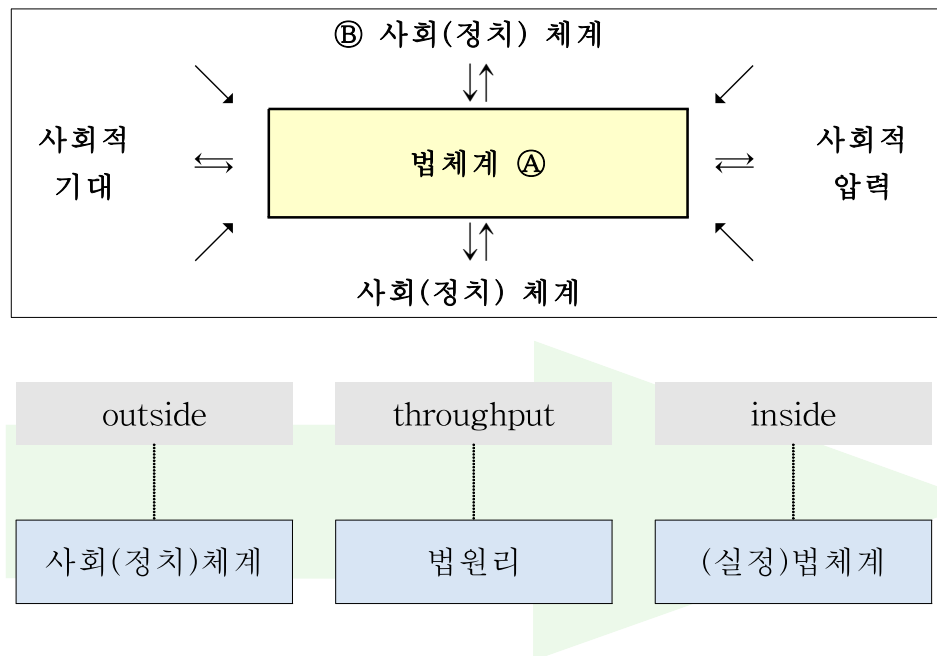 Ⓑ 사회(정치) 체계
사회적
기대
법체계 Ⓐ
사회적
압력
사회(정치) 체계
outside
throughput
inside
사회(정치)체계
법원리
(실정)법체계